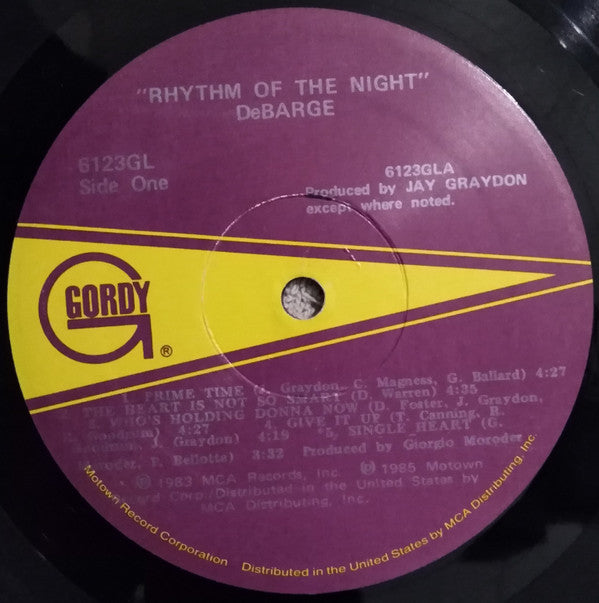 "RHYTHM OF THE NIGHT"
DeBARGE
6123GL
Side One
6123GLA
Produced by JAY GRAYDON
except where noted.
GORDY
G
®
1. PRIME TIME (J. Graydon, C. Magness, G. Ballard) 4:27
2. THE HEART IS NOT SO SMART (D. Warren) 4:35
3. WHO'S HOLDING DONNA NOW (D. Foster, J. Graydon,
R. Goodrum) 4:27 4. GIVE IT UP (T. Canning, R.
J. Graydon) 4:19 *5. SINGLE HEART (G.
Moroder, P. Bellotte) 3:32 Produced by Giorgio Moroder
℗ 1983 MCA Records, Inc. ℗ 1985 Motown
Record Corp./Distributed in the United States by
MCA Distributing, Inc.
Motown Record Corporation Distributed in the United States by MCA Distributing, Inc.